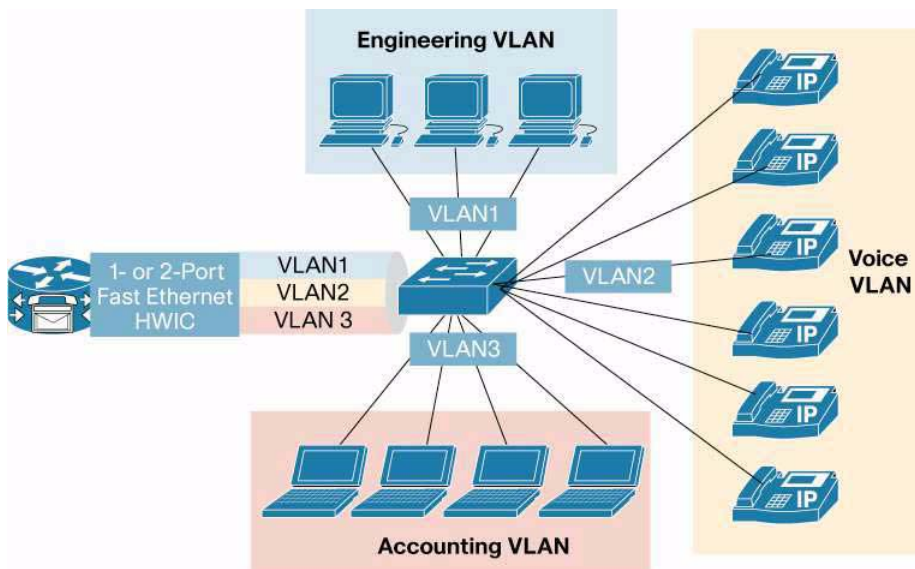 Engineering VLAN
IP
IP
IP
IP
IP
IP
Voice
VLAN
VLAN1
VLAN2
1- or 2-Port
Fast Ethernet
HWIC
VLAN1
VLAN2
VLAN 3
VLAN3
Accounting VLAN